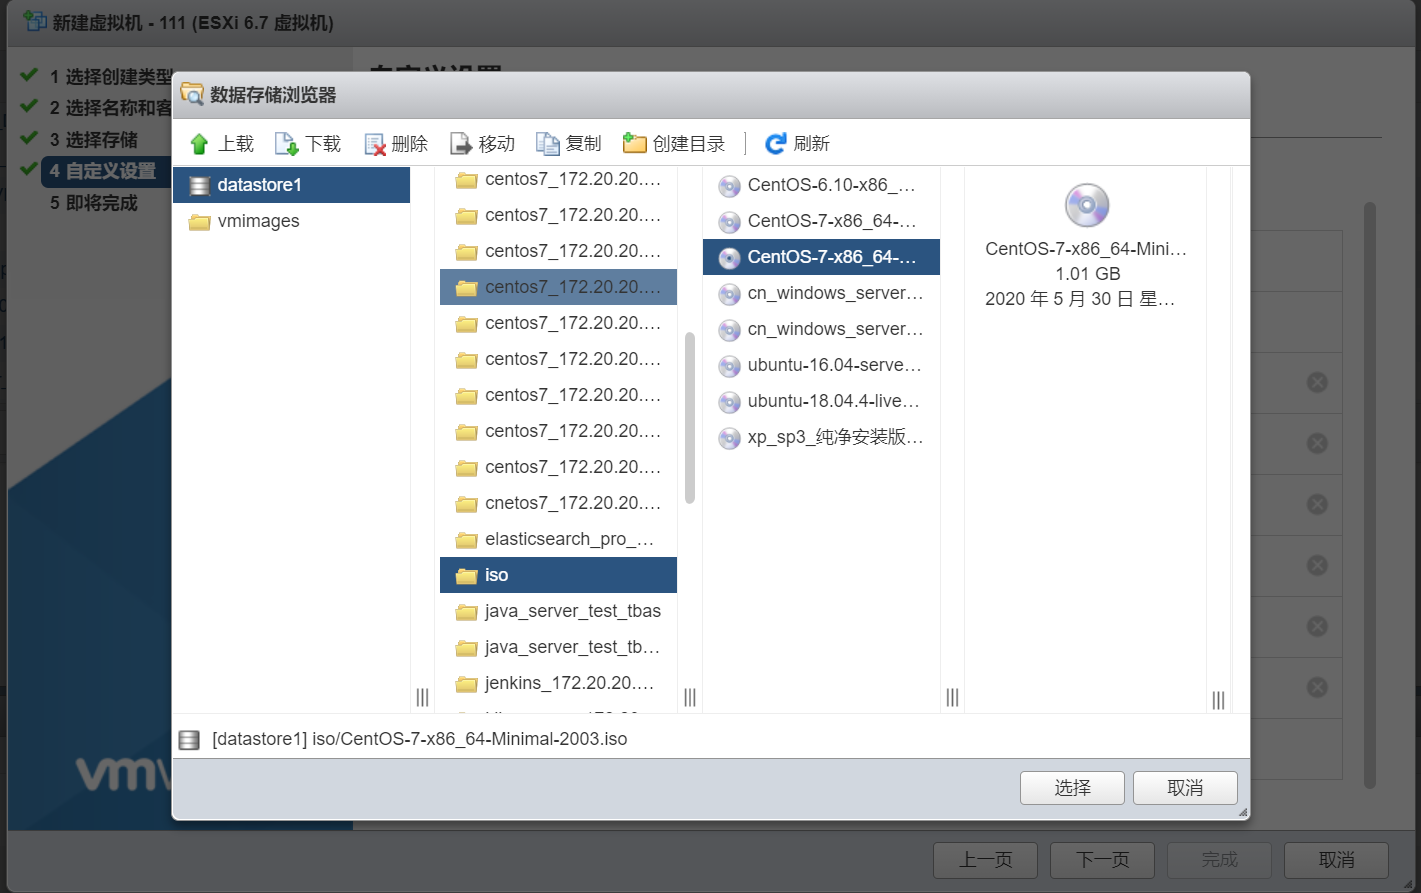 新建虚拟机 - 111 (ESXi 6.7 虚拟机)
1 选择创建类型
2 选择名称和客
3 选择存储
4 自定义设置
5 即将完成
自定义设置
数据存储浏览器
上载 下载 删除 移动 复制 创建目录 刷新
datastore1
vmimages
centos7_172.20.20....
centos7_172.20.20....
centos7_172.20.20....
centos7_172.20.20....
centos7_172.20.20....
centos7_172.20.20....
centos7_172.20.20....
centos7_172.20.20....
centos7_172.20.20....
cnetos7_172.20.20....
elasticsearch_pro_...
iso
java_server_test_tbas
java_server_test_tb...
jenkins_172.20.20....
CentOS-6.10-x86_...
CentOS-7-x86_64-...
CentOS-7-x86_64-...
cn_windows_server...
cn_windows_server...
ubuntu-16.04-serve...
ubuntu-18.04.4-live...
xp_sp3_纯净安装版...
CentOS-7-x86_64-Mini...
1.01 GB
2020 年 5 月 30 日 星...
[datastore1] iso/CentOS-7-x86_64-Minimal-2003.iso
选择 取消
vmw
上一页 下一页 完成 取消